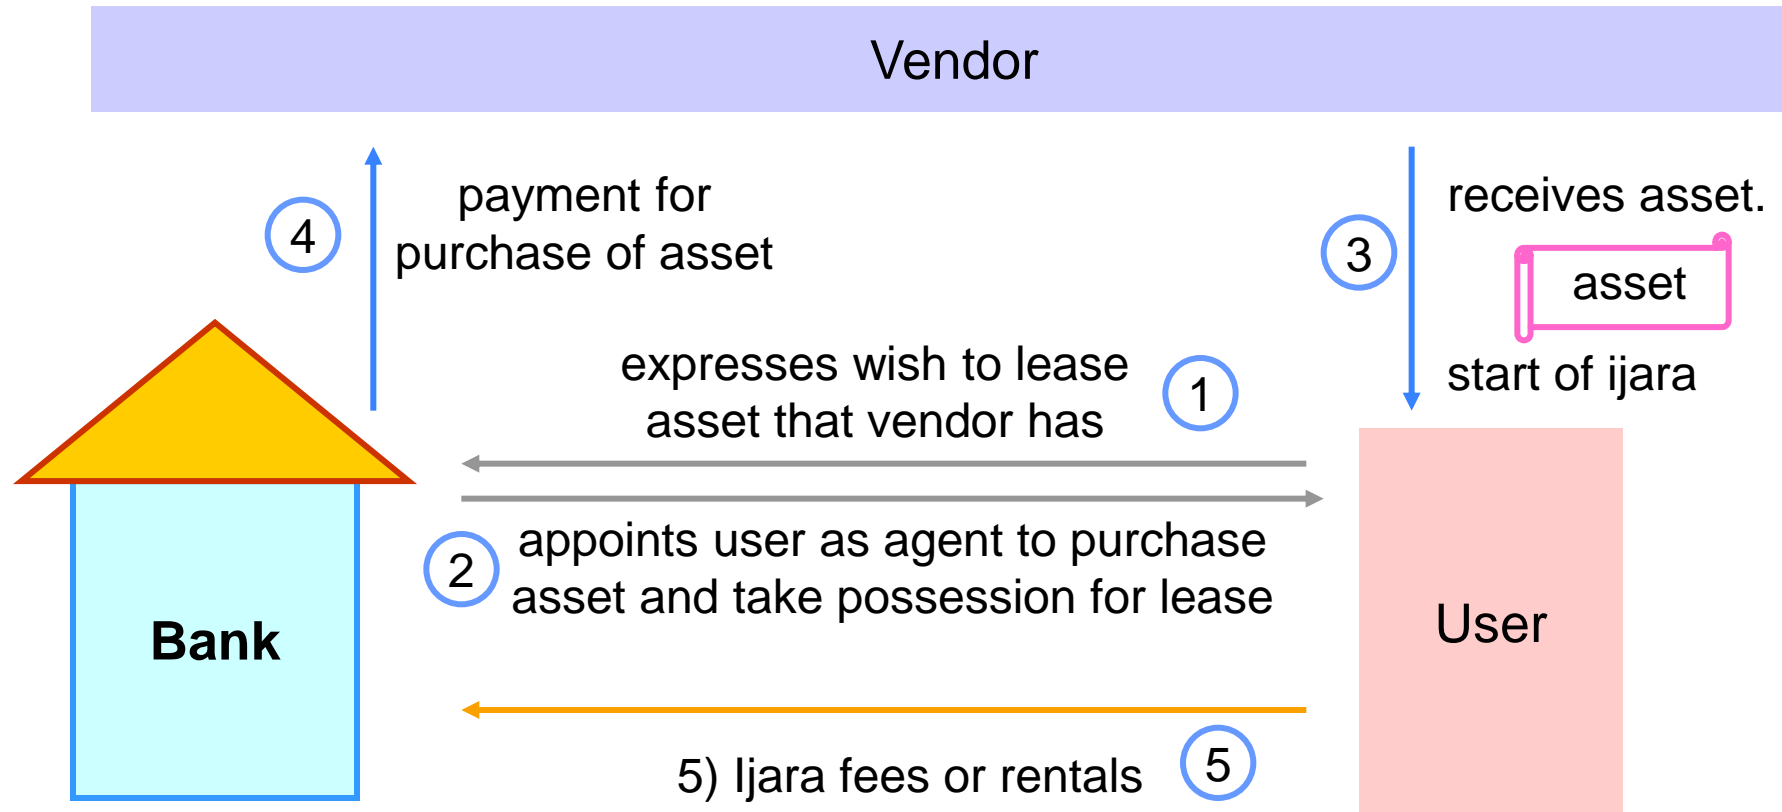 Vendor
4
payment for
purchase of asset
3
receives asset.
asset
start of ijara
expresses wish to lease
asset that vendor has
1
2
appoints user as agent to purchase
asset and take possession for lease
Bank
User
5) Ijara fees or rentals
5